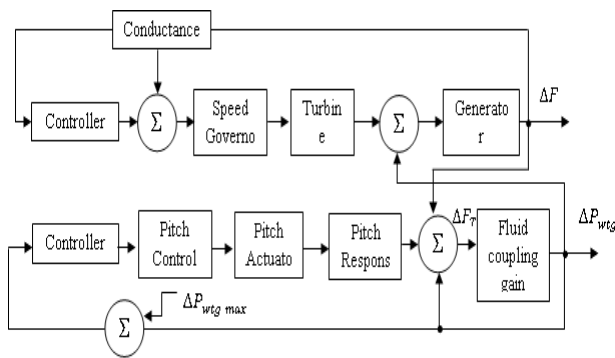 Conductance
Controller
Σ
Speed
Governo
Turbin
e
Σ
Generato
r
ΔF
Controller
Pitch
Control
Pitch
Actuato
Pitch
Respons
Σ
ΔF_T
Fluid
coupling
gain
ΔP_wtg
Σ
ΔP_wtg max